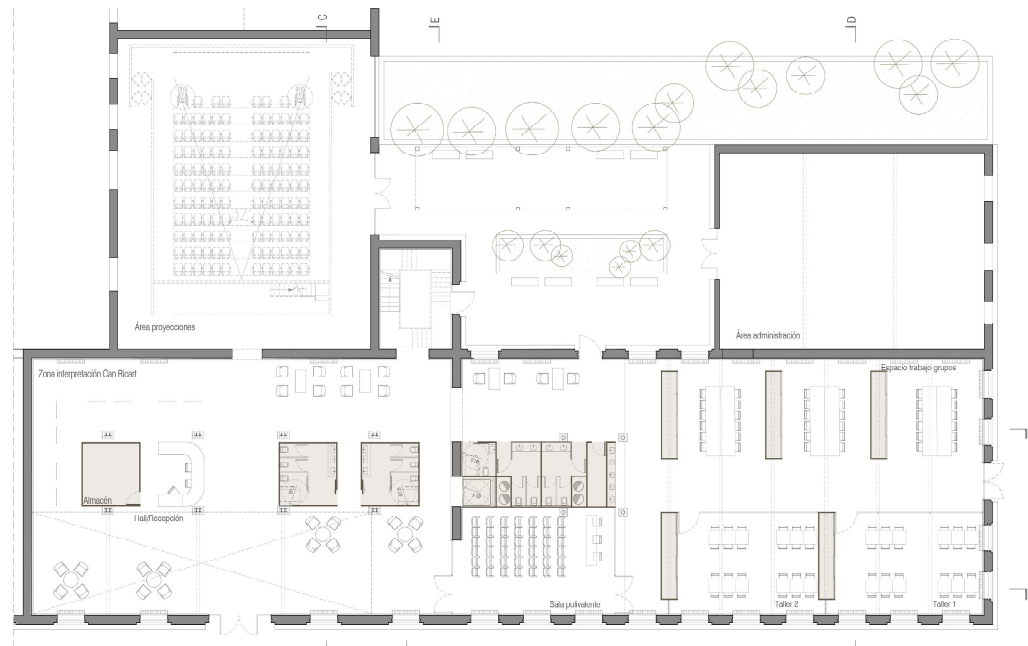 C
E
D
Área proyecciones
Área administración
Zona interpretación Can Ricart
Espacio trabajo grupos
Almacén
Hall/Recepción
Sala polivalente
Taller 2
Taller 1